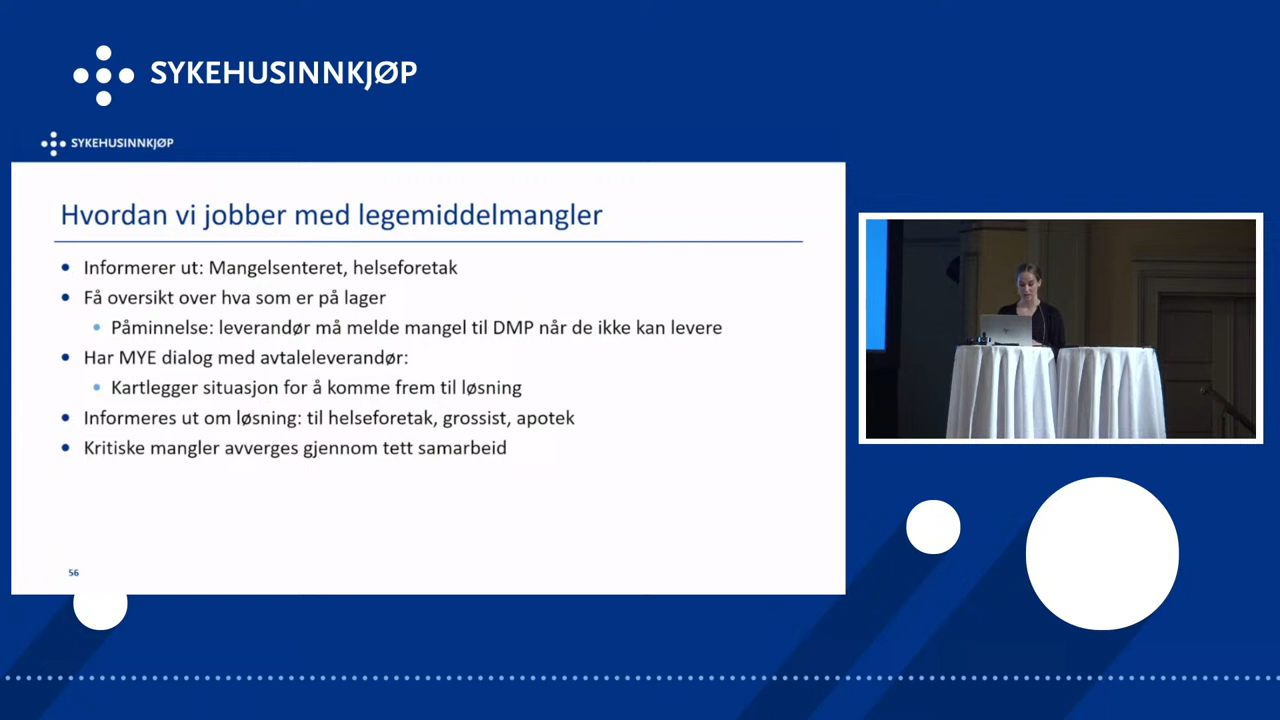 SYKEHUSINNKJØP
SYKEHUSINNKJØP
Hvordan vi jobber med legemiddelmangler
• Informerer ut: Mangelsenteret, helseforetak
• Få oversikt over hva som er på lager
• Påminnelse: leverandør må melde mangel til DMP når de ikke kan levere
• Har MYE dialog med avtaleleverandør:
• Kartlegger situasjon for å komme frem til løsning
• Informeres ut om løsning: til helseforetak, grossist, apotek
• Kritiske mangler avverges gjennom tett samarbeid
56